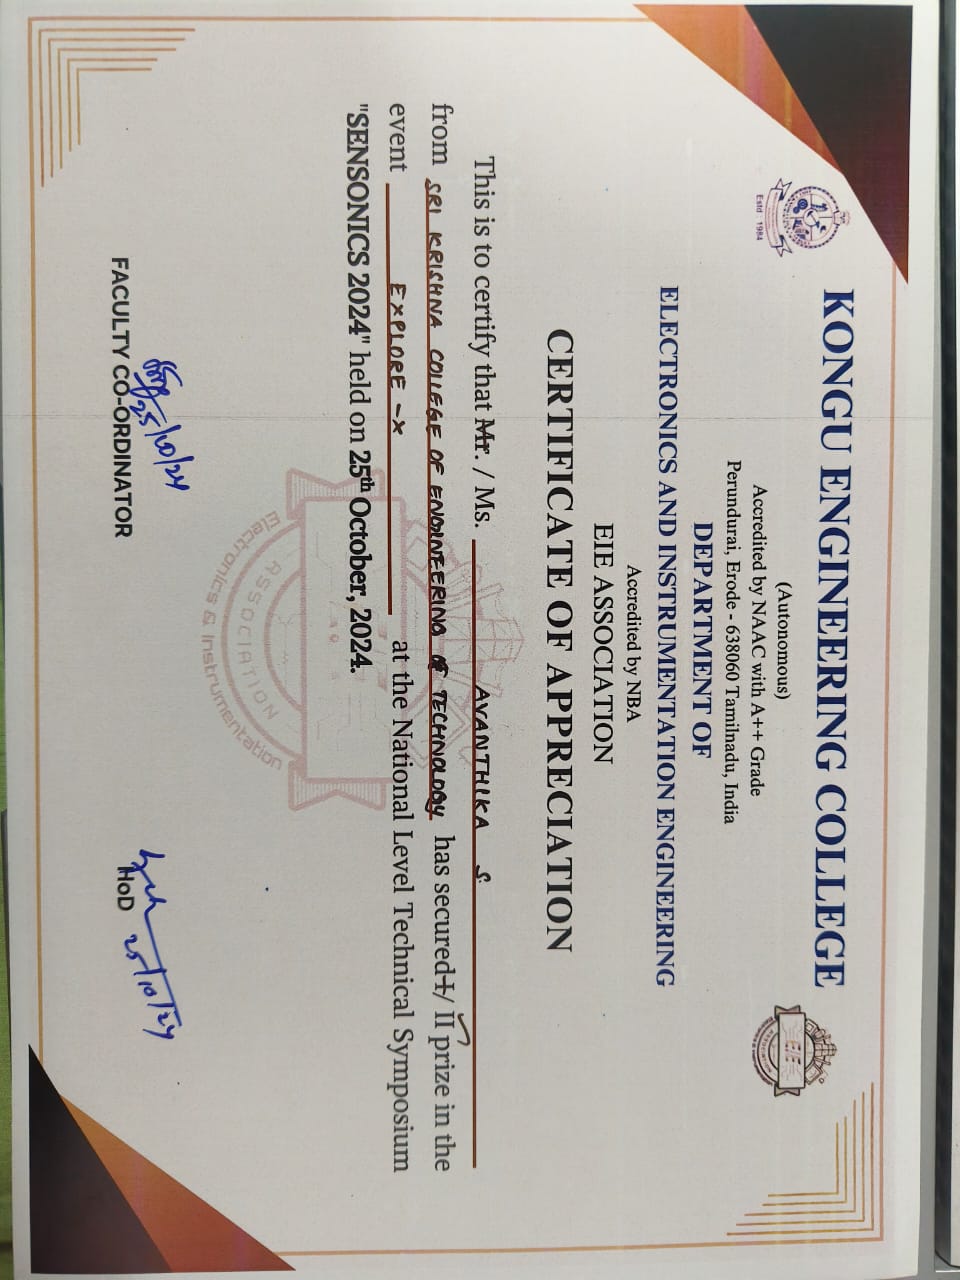 KONGU ENGINEERING COLLEGE
(Autonomous)
Accredited by NAAC with A++ Grade
Perundurai, Erode - 638060 Tamilnadu, India
Estd : 1984
EIE
ASSOCIATION
DEPARTMENT OF
ELECTRONICS AND INSTRUMENTATION ENGINEERING
Accredited by NBA
EIE ASSOCIATION
CERTIFICATE OF APPRECIATION
This is to certify that Mr. / Ms. AVANTHIKA S.
from SRI KRISHNA COLLEGE OF ENGINEERING OF TECHNOLOGY has secured I / II prize in the
event EXPLORE -X at the National Level Technical Symposium
"SENSONICS 2024" held on 25th October, 2024.
ASSOCIATION
Electronics & Instrumentation
25/10/24
25/10/24
FACULTY CO-ORDINATOR
HoD